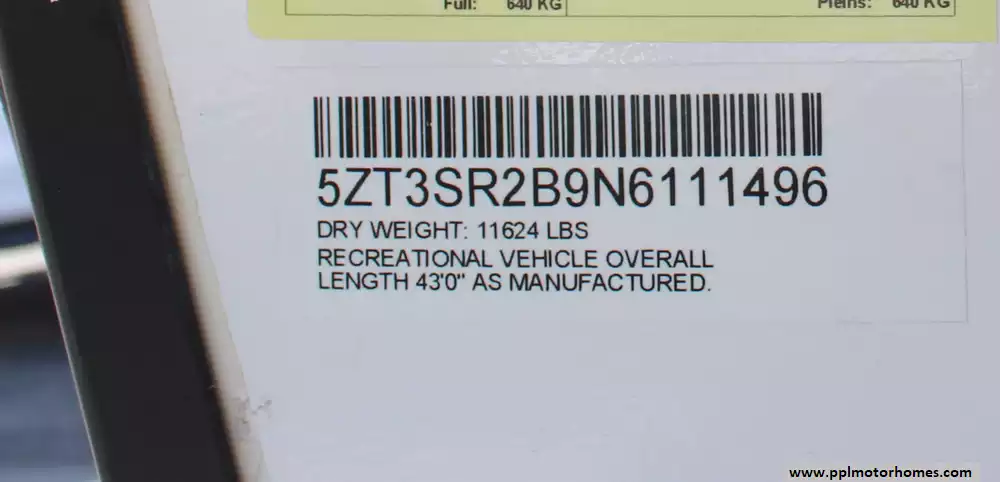 Full: 640 KG Pleins: 640 KG
5ZT3SR2B9N6111496
DRY WEIGHT: 11624 LBS
RECREATIONAL VEHICLE OVERALL
LENGTH 43'0" AS MANUFACTURED.
www.pplmotorhomes.com